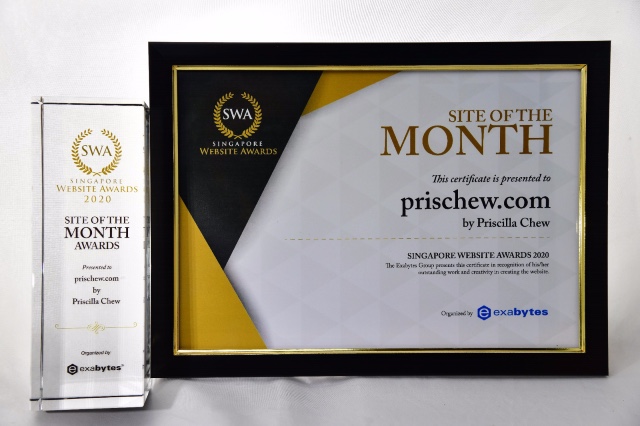 SWA
SINGAPORE
WEBSITE AWARDS
2020
SITE OF THE
MONTH
AWARDS
Presented to
prischew.com
by
Priscilla Chew
Organized by
exabytes®
SWA
SINGAPORE
WEBSITE AWARDS
SITE OF THE
MONTH
This certificate is presented to
prischew.com
by Priscilla Chew
SINGAPORE WEBSITE AWARDS 2020
The Exabytes Group presents this certificate in recognition of his/her
outstanding work and creativity in creating the website.
Organized by exabytes